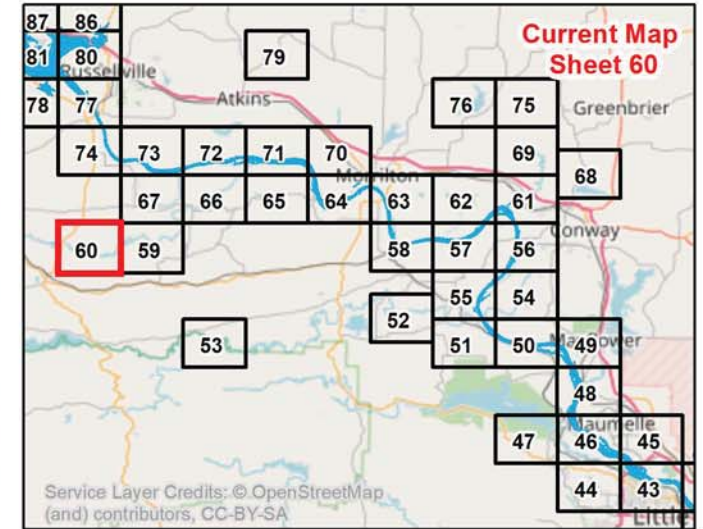 87 86
Current Map
Sheet 60
81 80 79
Russellville
78 77 Atkins 76 75 Greenbrier
74 73 72 71 70 69
68
Morrilton
67 66 65 64 63 62 61
Conway
60 59 58 57 56
55 54
52
53 51 50 49
48
Maumelle
47 46 45
Service Layer Credits: © OpenStreetMap
(and) contributors, CC-BY-SA
44 43
Little